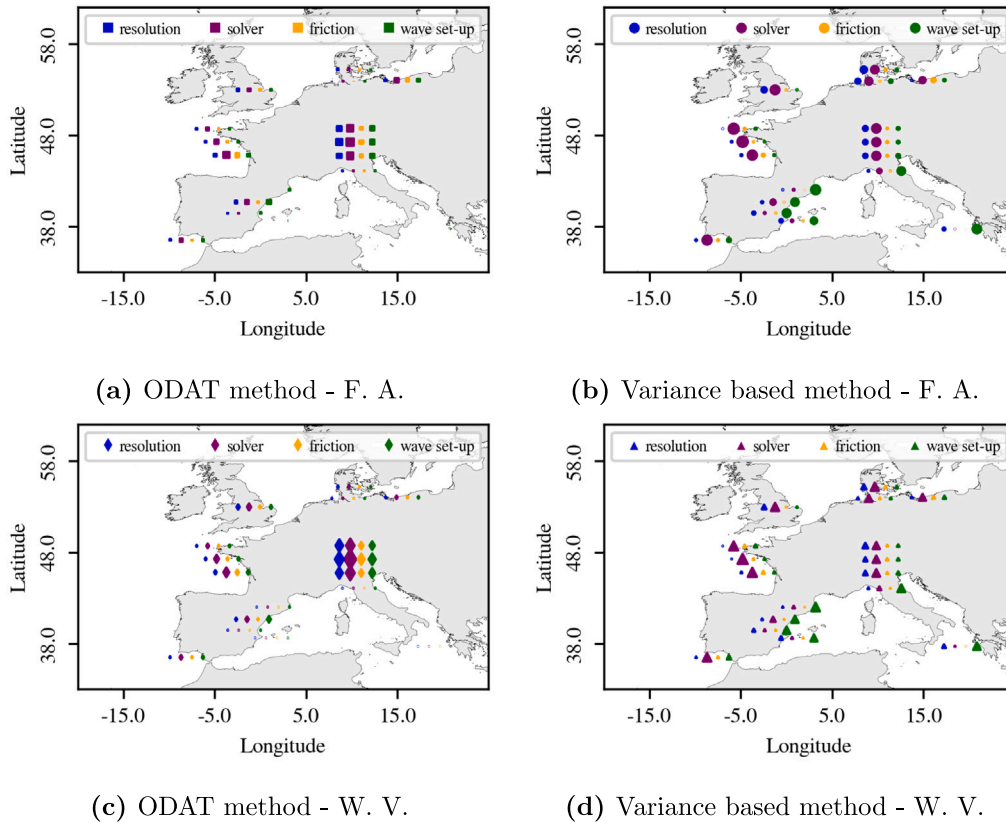 resolution solver friction wave set-up
58.0
48.0
38.0
Latitude
-15.0 -5.0 5.0 15.0
Longitude
(a) ODAT method - F. A.
resolution solver friction wave set-up
58.0
48.0
38.0
Latitude
-15.0 -5.0 5.0 15.0
Longitude
(b) Variance based method - F. A.
resolution solver friction wave set-up
58.0
48.0
38.0
Latitude
-15.0 -5.0 5.0 15.0
Longitude
(c) ODAT method - W. V.
resolution solver friction wave set-up
58.0
48.0
38.0
Latitude
-15.0 -5.0 5.0 15.0
Longitude
(d) Variance based method - W. V.